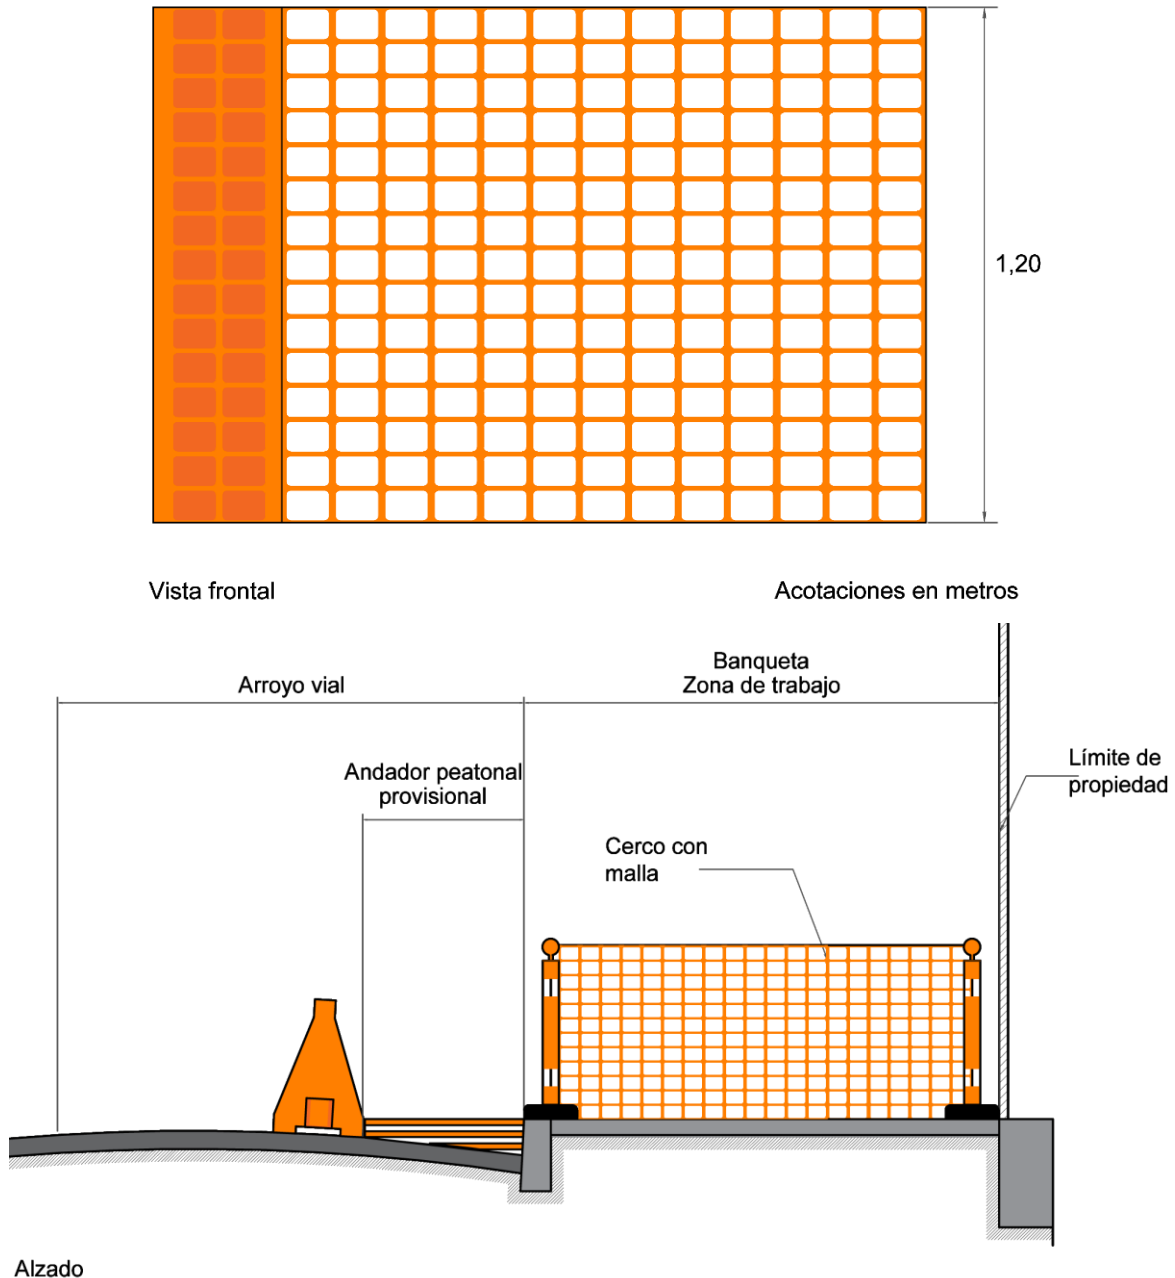 1,20
Vista frontal
Acotaciones en metros
Arroyo vial
Banqueta
Zona de trabajo
Andador peatonal
provisional
Límite de
propiedad
Cerco con
malla
Alzado